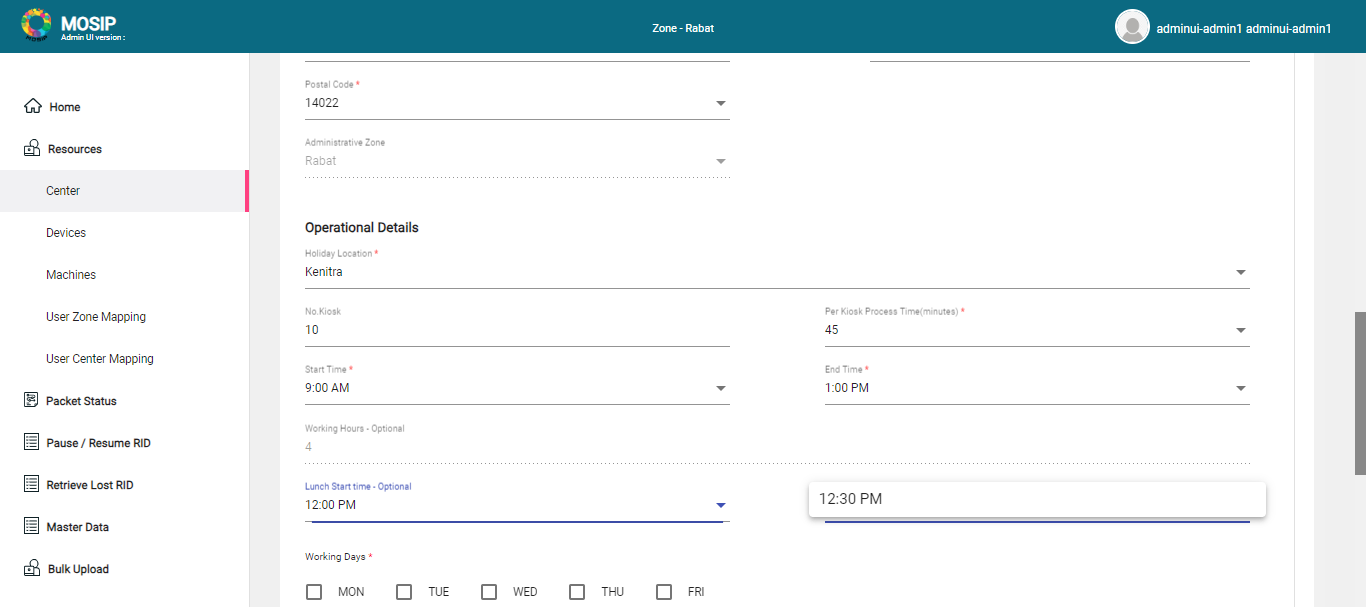 MOSIP
Admin UI version :
Zone - Rabat
adminui-admin1 adminui-admin1
Home
Resources
Center
Devices
Machines
User Zone Mapping
User Center Mapping
Packet Status
Pause / Resume RID
Retrieve Lost RID
Master Data
Bulk Upload
Postal Code *
14022
Administrative Zone
Rabat
Operational Details
Holiday Location *
Kenitra
No.Kiosk
10
Per Kiosk Process Time(minutes) *
45
Start Time *
9:00 AM
End Time *
1:00 PM
Working Hours - Optional
4
Lunch Start time - Optional
12:00 PM
12:30 PM
Working Days *
MON TUE WED THU FRI